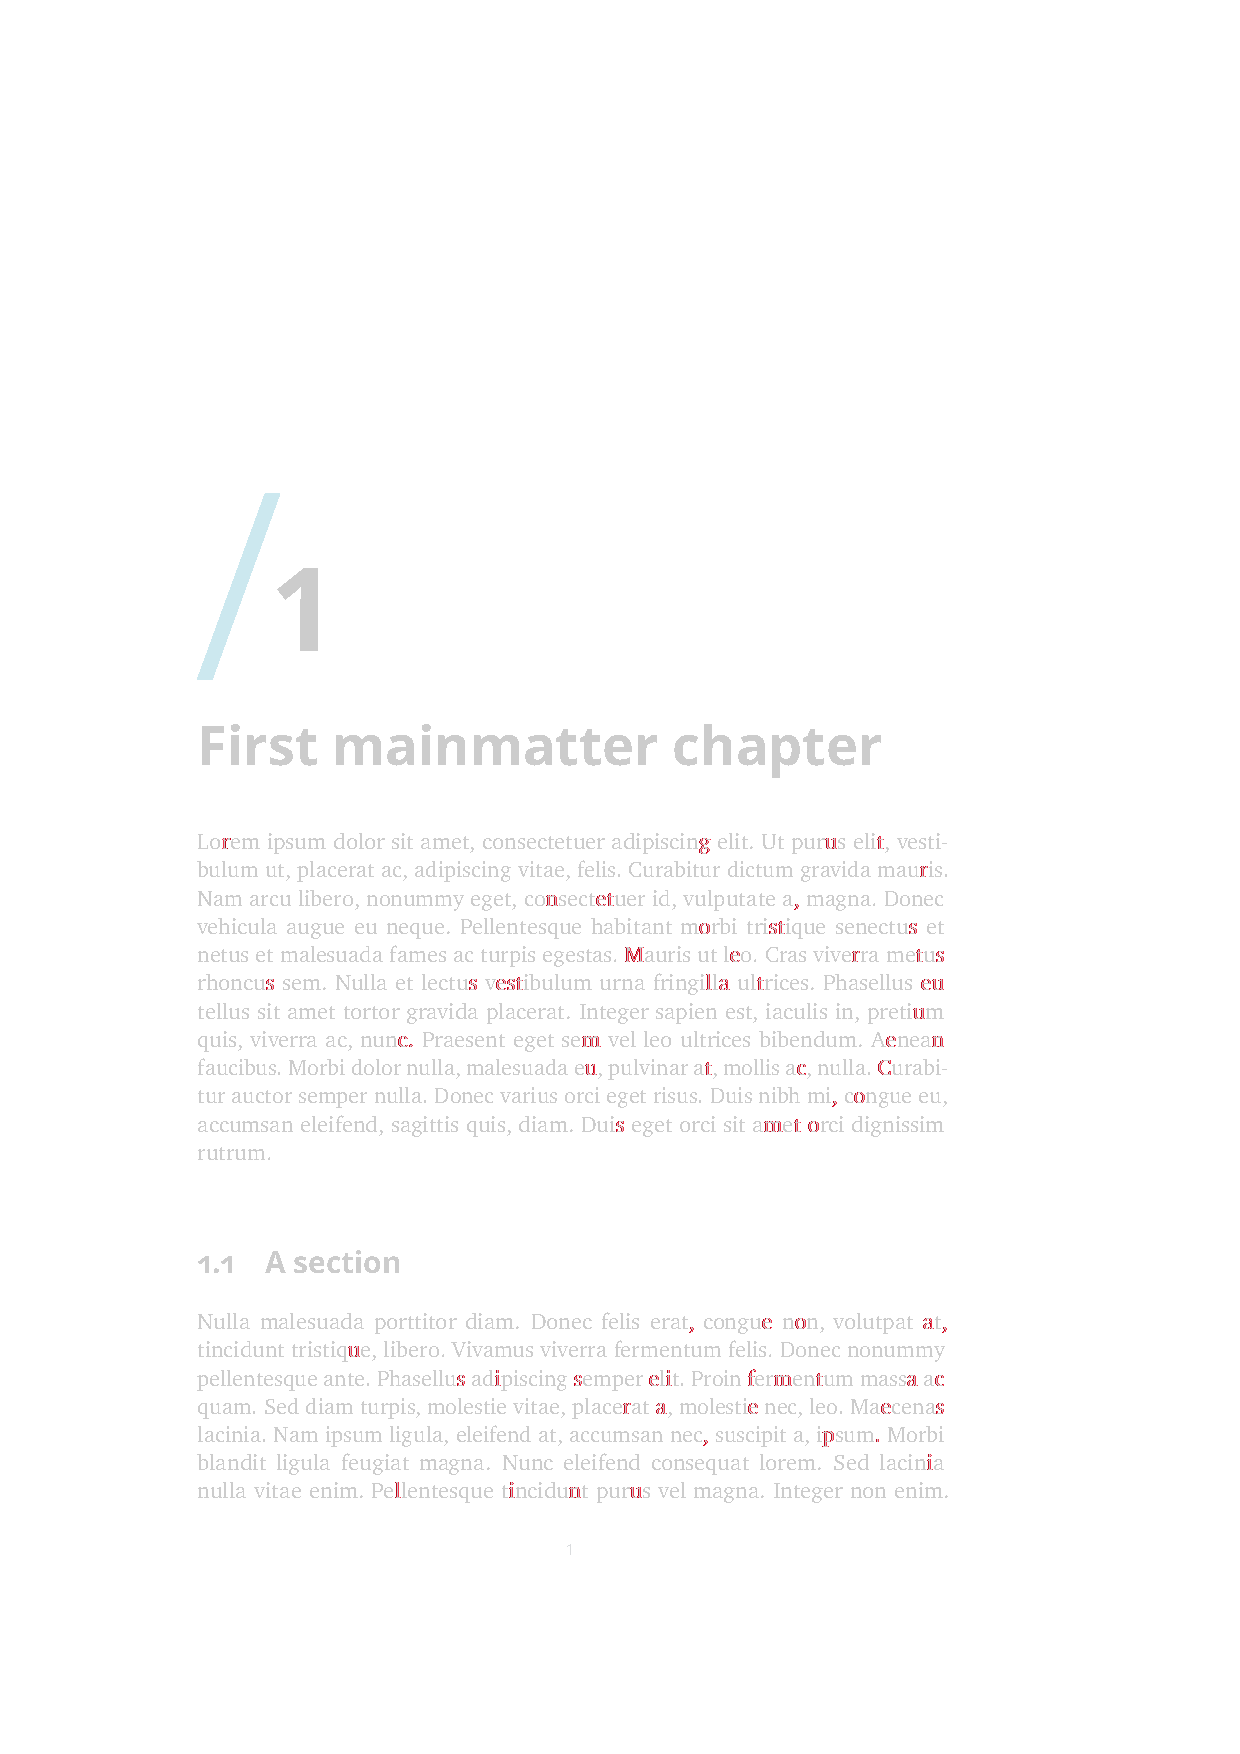 /1
First mainmatter chapter
Lorem ipsum dolor sit amet, consectetuer adipiscing elit. Ut purus elit, vesti-
bulum ut, placerat ac, adipiscing vitae, felis. Curabitur dictum gravida mauris.
Nam arcu libero, nonummy eget, consectetuer id, vulputate a, magna. Donec
vehicula augue eu neque. Pellentesque habitant morbi tristique senectus et
netus et malesuada fames ac turpis egestas. Mauris ut leo. Cras viverra metus
rhoncus sem. Nulla et lectus vestibulum urna fringilla ultrices. Phasellus eu
tellus sit amet tortor gravida placerat. Integer sapien est, iaculis in, pretium
quis, viverra ac, nunc. Praesent eget sem vel leo ultrices bibendum. Aenean
faucibus. Morbi dolor nulla, malesuada eu, pulvinar at, mollis ac, nulla. Curabi-
tur auctor semper nulla. Donec varius orci eget risus. Duis nibh mi, congue eu,
accumsan eleifend, sagittis quis, diam. Duis eget orci sit amet orci dignissim
rutrum.
1.1 A section
Nulla malesuada porttitor diam. Donec felis erat, congue non, volutpat at,
tincidunt tristique, libero. Vivamus viverra fermentum felis. Donec nonummy
pellentesque ante. Phasellus adipiscing semper elit. Proin fermentum massa ac
quam. Sed diam turpis, molestie vitae, placerat a, molestie nec, leo. Maecenas
lacinia. Nam ipsum ligula, eleifend at, accumsan nec, suscipit a, ipsum. Morbi
blandit ligula feugiat magna. Nunc eleifend consequat lorem. Sed lacinia
nulla vitae enim. Pellentesque tincidunt purus vel magna. Integer non enim.
1